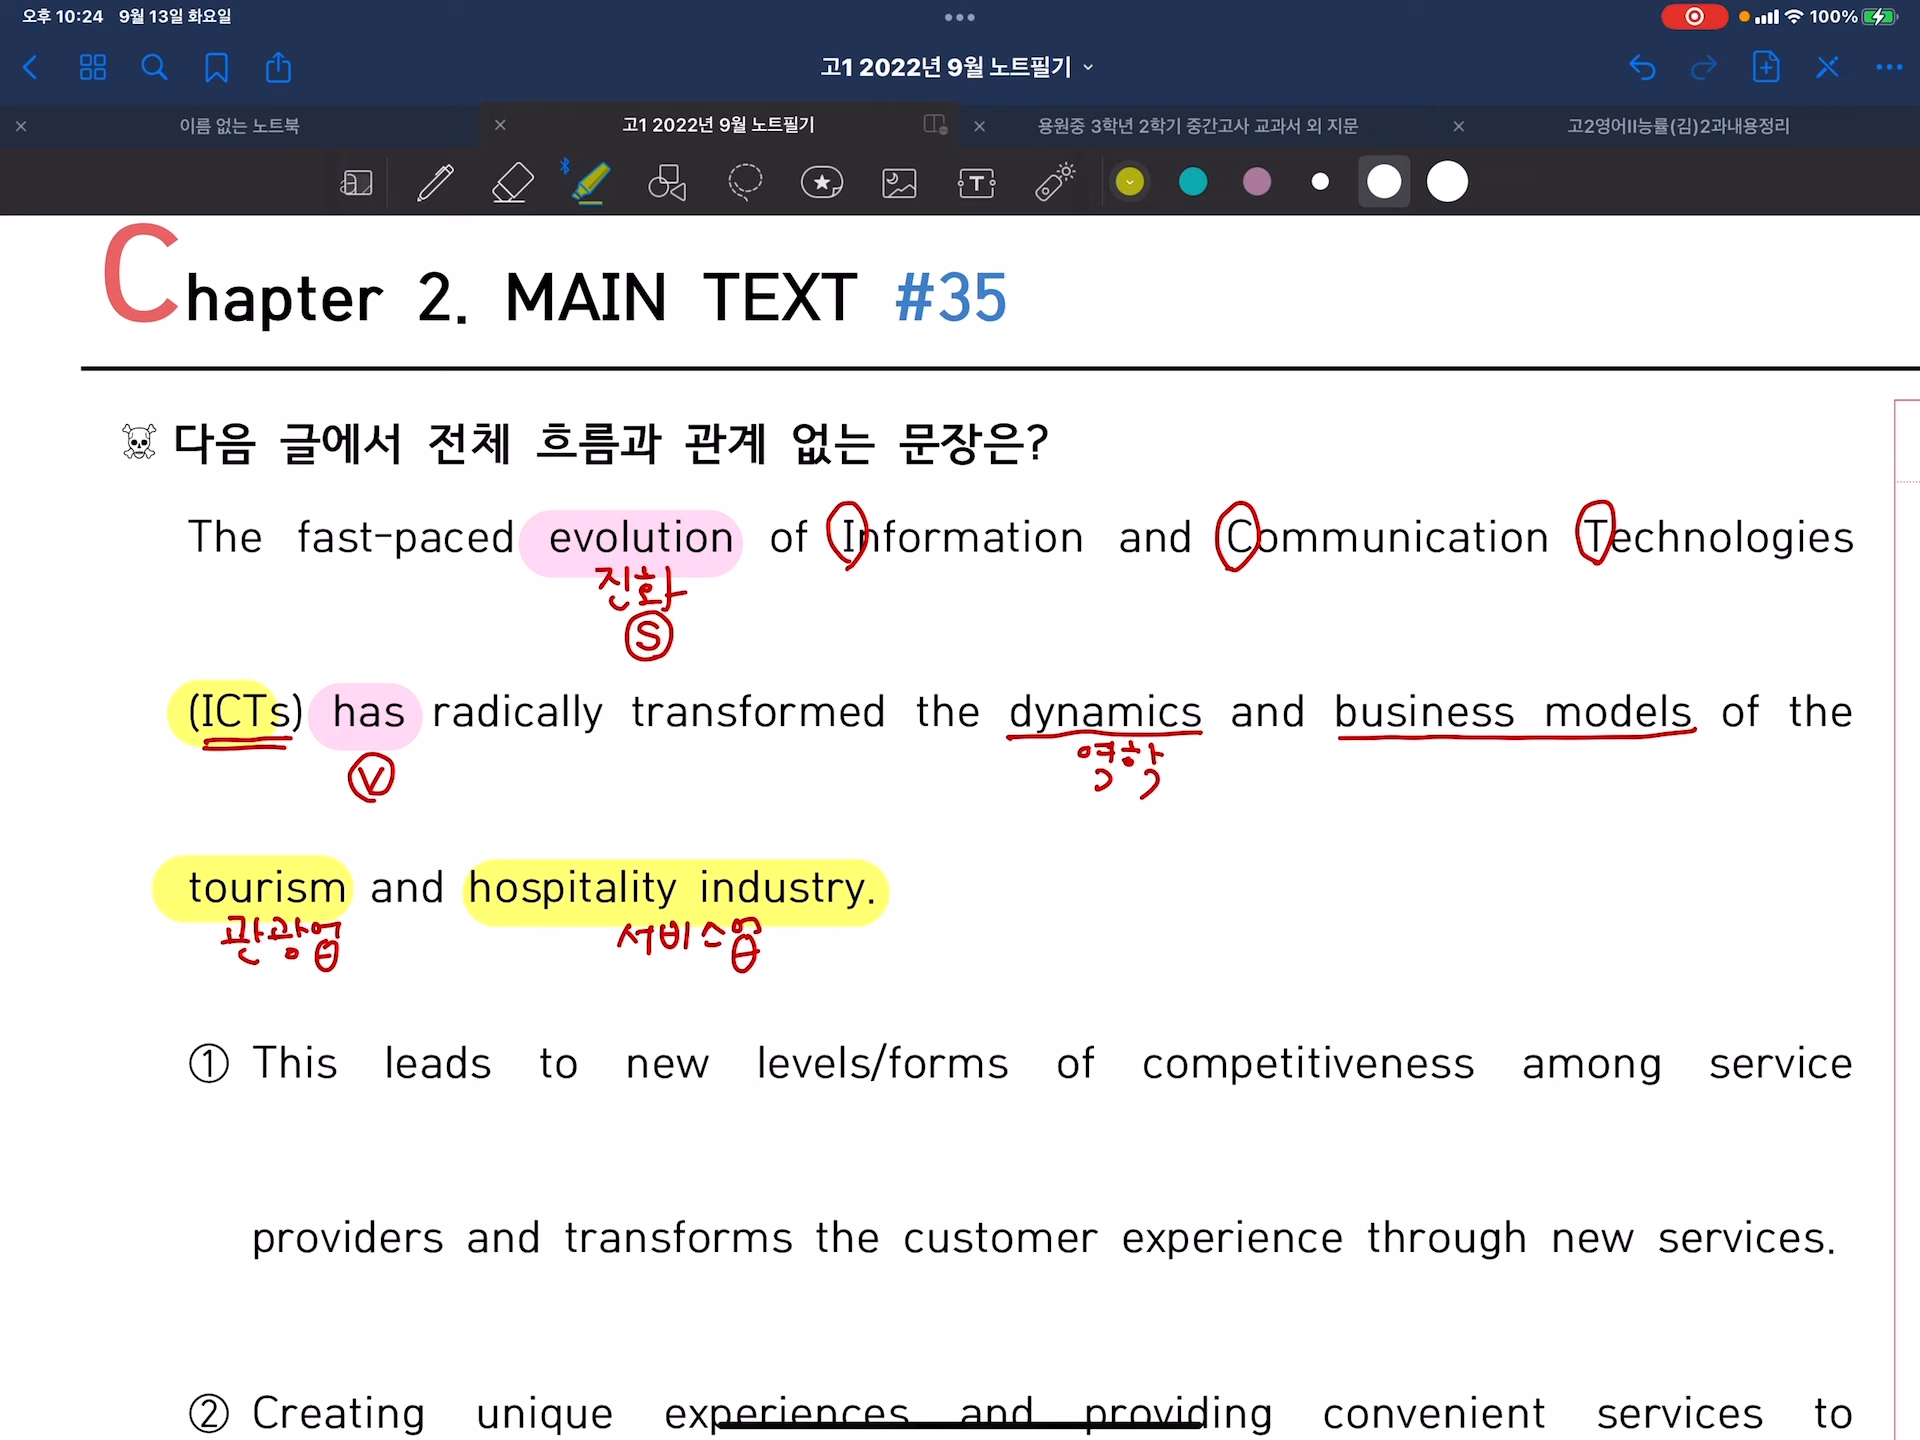 오후 10:24 9월 13일 화요일
100%
고1 2022년 9월 노트필기
이름 없는 노트북
고1 2022년 9월 노트필기
용원중 3학년 2학기 중간고사 교과서 외 지문
고2영어II능률(김)2과내용정리
Chapter 2. MAIN TEXT #35
다음 글에서 전체 흐름과 관계 없는 문장은?
The fast-paced evolution of Information and Communication Technologies
진화
S
(ICTs) has radically transformed the dynamics and business models of the
V
역학
tourism and hospitality industry.
관광업
서비스업
① This leads to new levels/forms of competitiveness among service
providers and transforms the customer experience through new services.
② Creating unique experiences and providing convenient services to